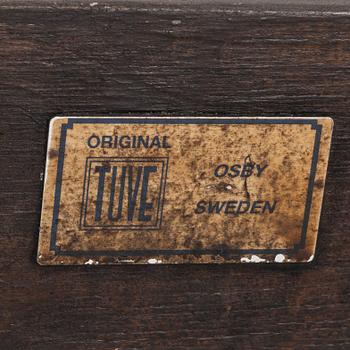 ORIGINAL
TUVE
OSBY
SWEDEN